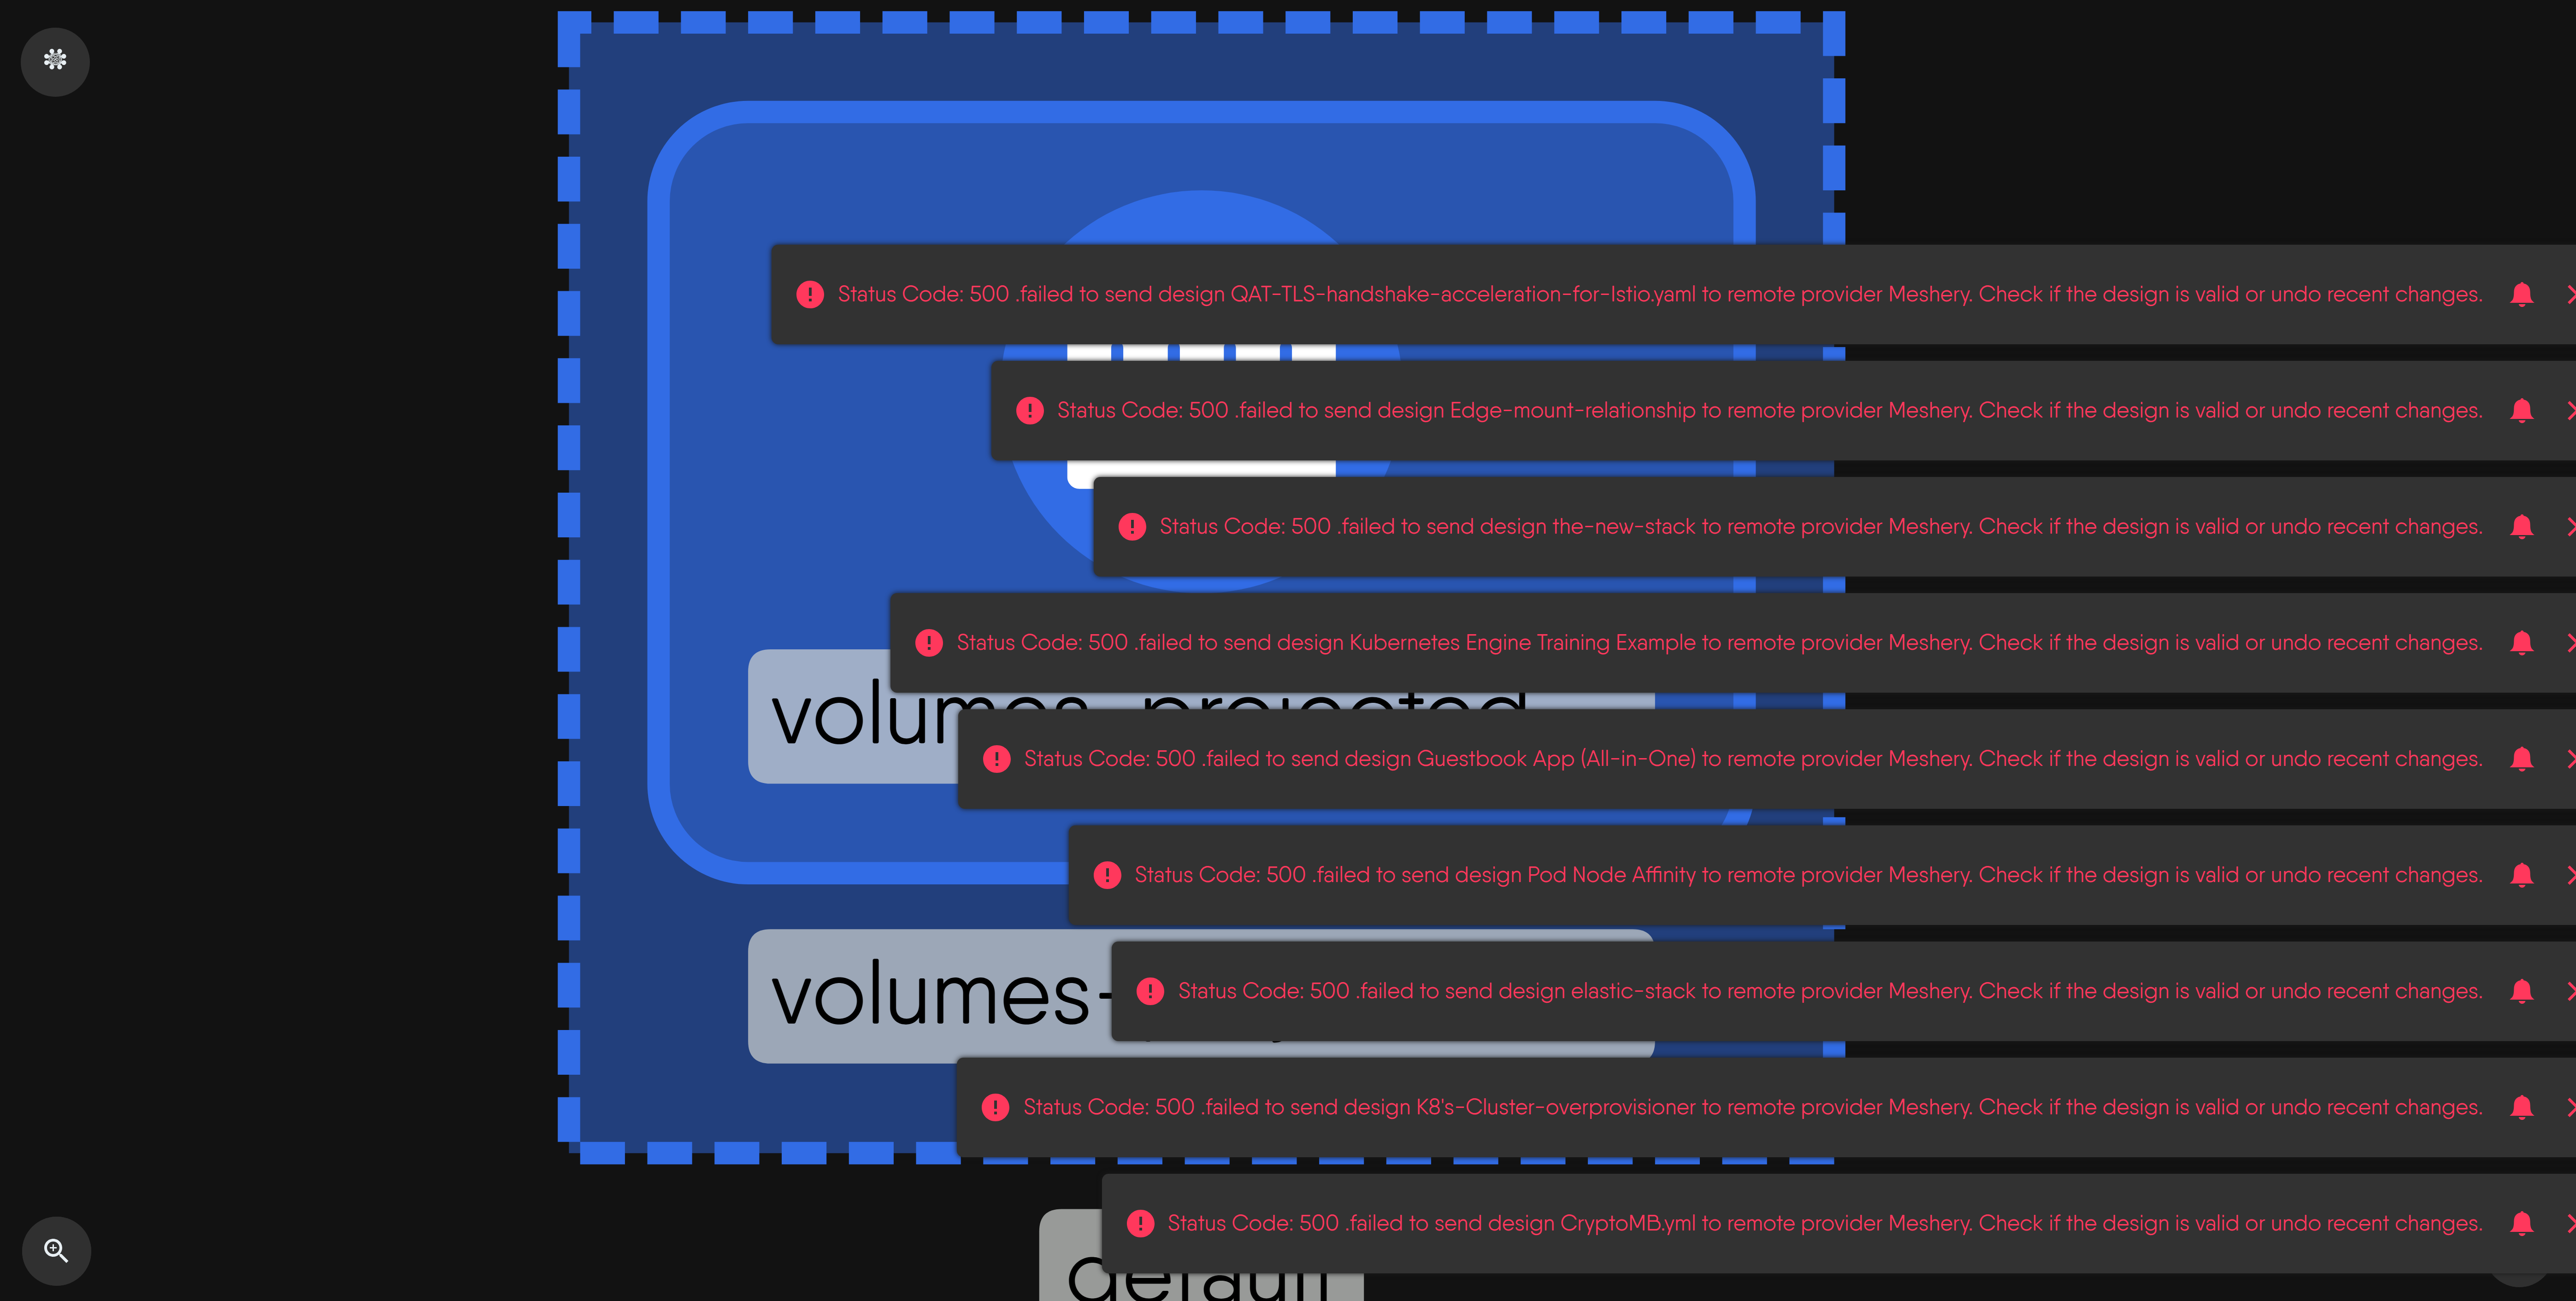 Status Code: 500 .failed to send design QAT-TLS-handshake-acceleration-for-Istio.yaml to remote provider Meshery. Check if the design is valid or undo recent changes.
Status Code: 500 .failed to send design Edge-mount-relationship to remote provider Meshery. Check if the design is valid or undo recent changes.
Status Code: 500 .failed to send design the-new-stack to remote provider Meshery. Check if the design is valid or undo recent changes.
Status Code: 500 .failed to send design Kubernetes Engine Training Example to remote provider Meshery. Check if the design is valid or undo recent changes.
volumes-projected
Status Code: 500 .failed to send design Guestbook App (All-in-One) to remote provider Meshery. Check if the design is valid or undo recent changes.
Status Code: 500 .failed to send design Pod Node Affinity to remote provider Meshery. Check if the design is valid or undo recent changes.
volumes-
Status Code: 500 .failed to send design elastic-stack to remote provider Meshery. Check if the design is valid or undo recent changes.
Status Code: 500 .failed to send design K8's-Cluster-overprovisioner to remote provider Meshery. Check if the design is valid or undo recent changes.
Status Code: 500 .failed to send design CryptoMB.yml to remote provider Meshery. Check if the design is valid or undo recent changes.
default